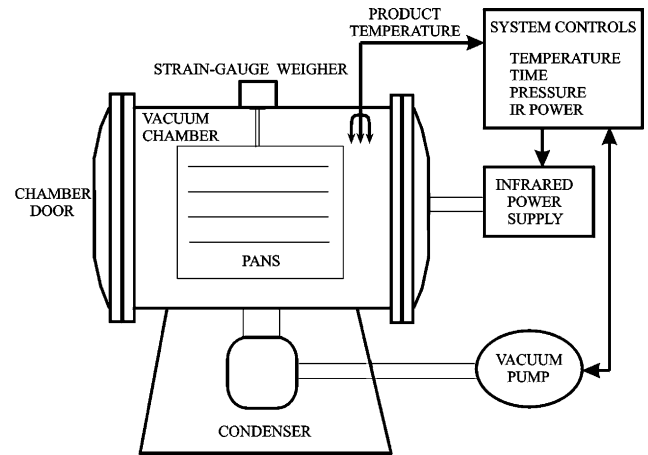 PRODUCT
TEMPERATURE
SYSTEM CONTROLS
TEMPERATURE
TIME
PRESSURE
IR POWER
STRAIN-GAUGE WEIGHER
VACUUM
CHAMBER
CHAMBER
DOOR
INFRARED
POWER
SUPPLY
PANS
VACUUM
PUMP
CONDENSER